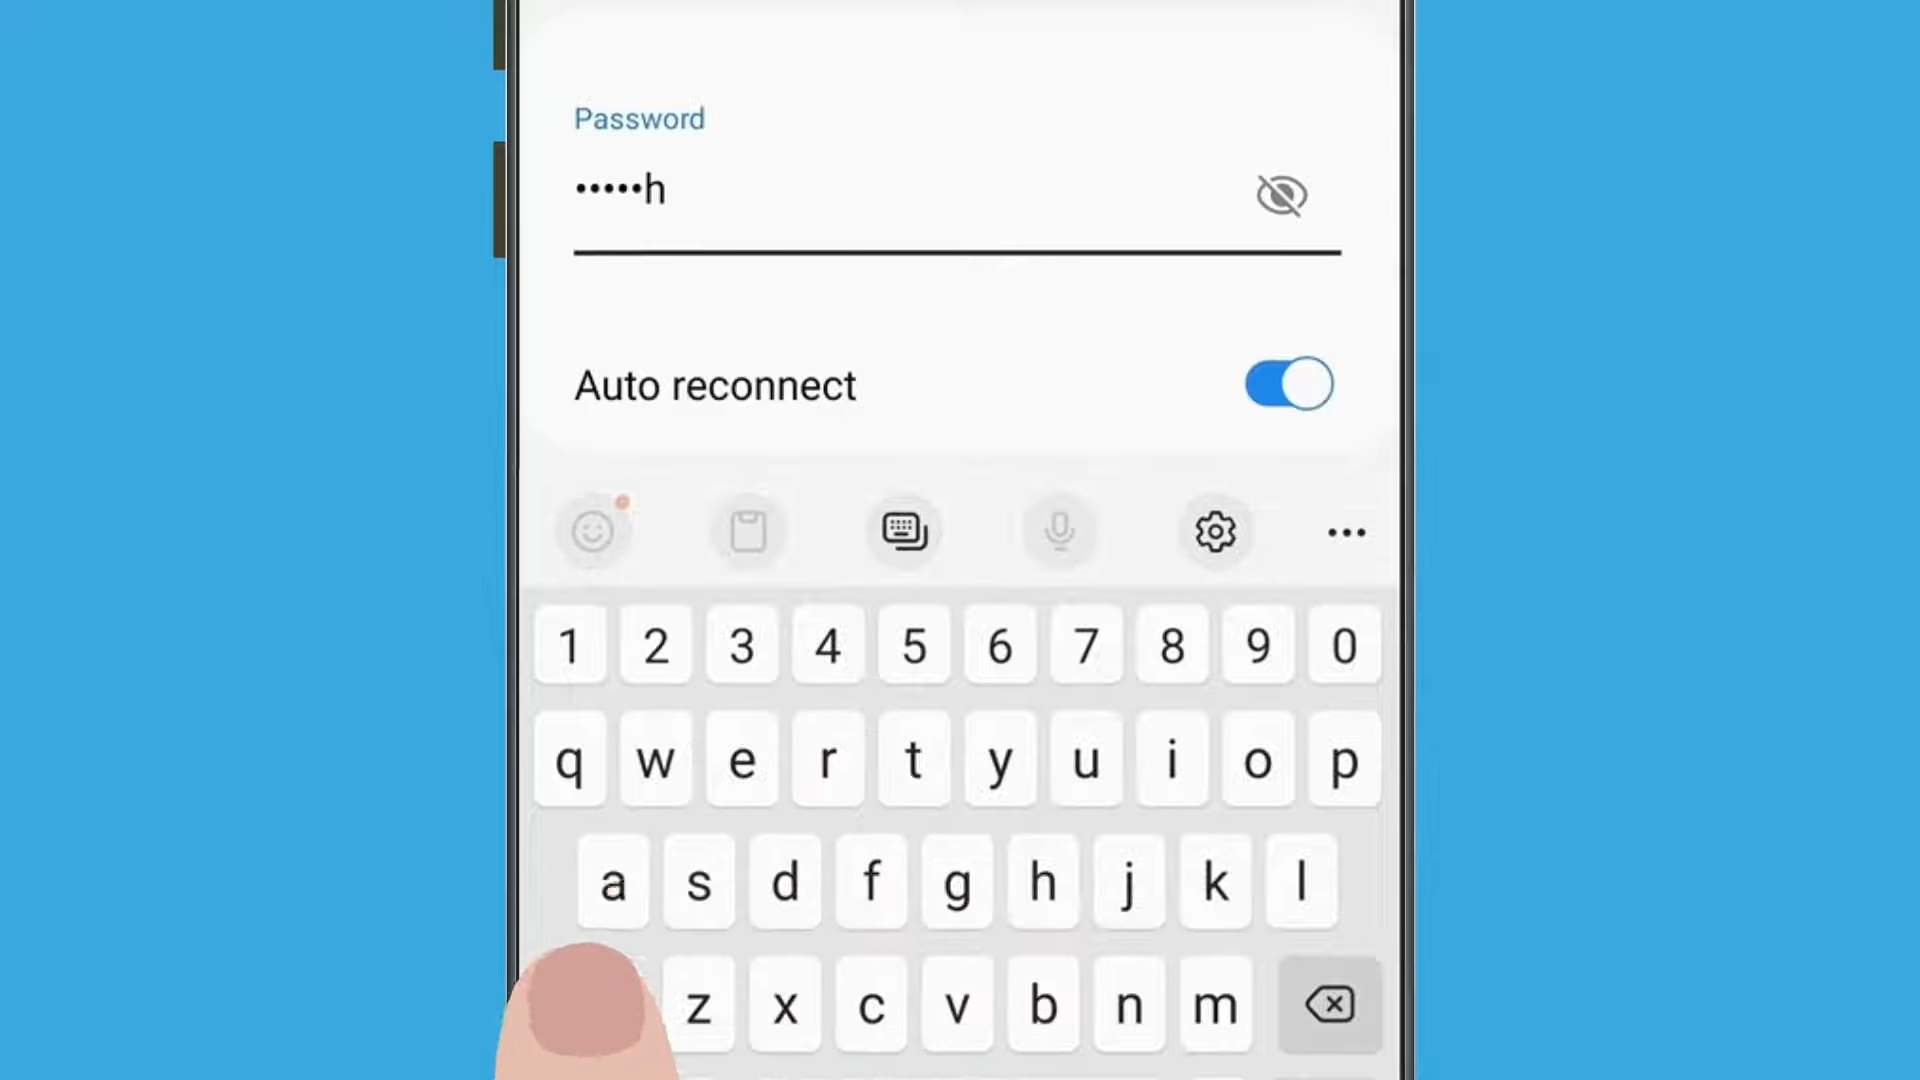 Password
•••••h
Auto reconnect
1 2 3 4 5 6 7 8 9 0
q w e r t y u i o p
a s d f g h j k l
z x c v b n m